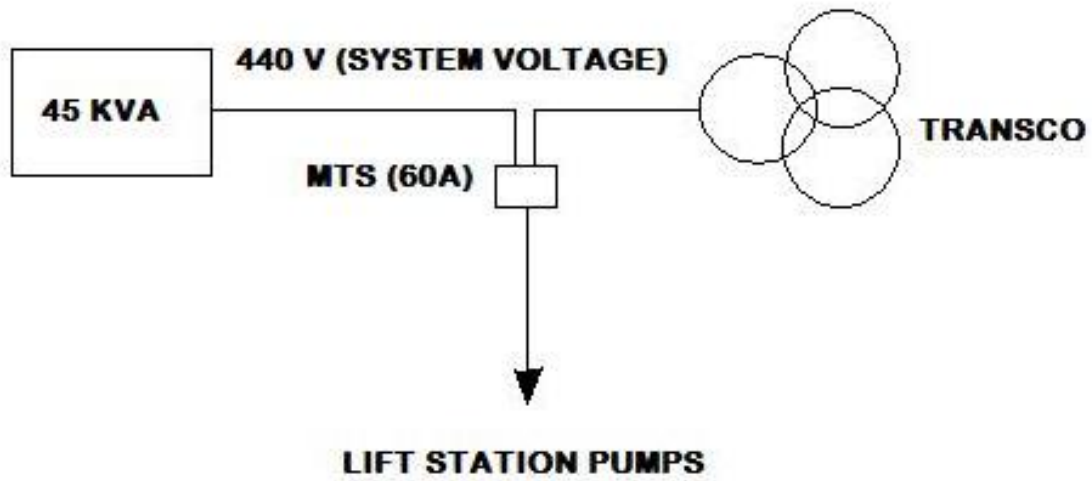 440 V (SYSTEM VOLTAGE)
45 KVA
TRANSCO
MTS (60A)
LIFT STATION PUMPS